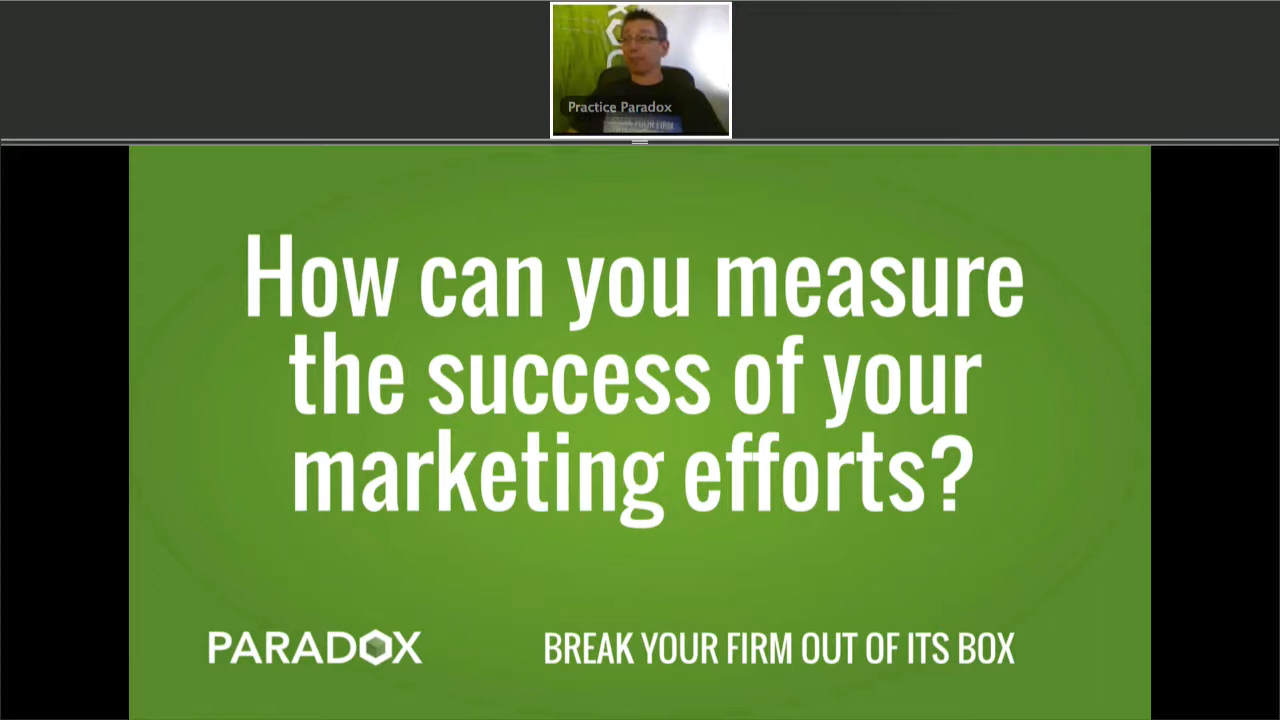 Practice Paradox
How can you measure
the success of your
marketing efforts?
PARADOX
BREAK YOUR FIRM OUT OF ITS BOX